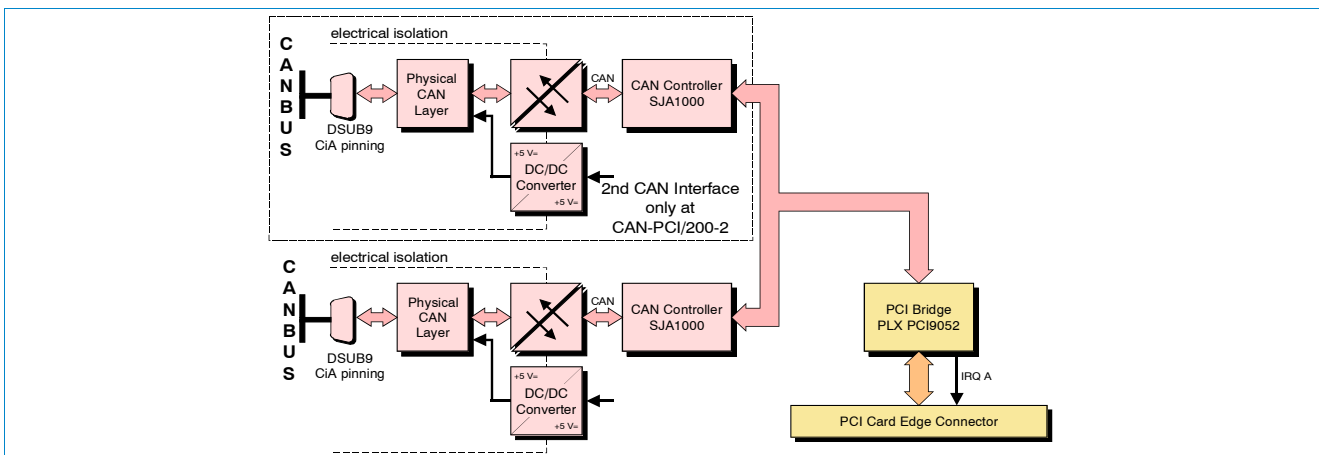 electrical isolation
CANBUS
DSUB9
CiA pinning
Physical
CAN
Layer
CAN
CAN Controller
SJA1000
+5 V=
DC/DC
Converter
+5 V=
2nd CAN Interface
only at
CAN-PCI/200-2
electrical isolation
CANBUS
DSUB9
CiA pinning
Physical
CAN
Layer
CAN
CAN Controller
SJA1000
+5 V=
DC/DC
Converter
+5 V=
PCI Bridge
PLX PCI9052
IRQ A
PCI Card Edge Connector